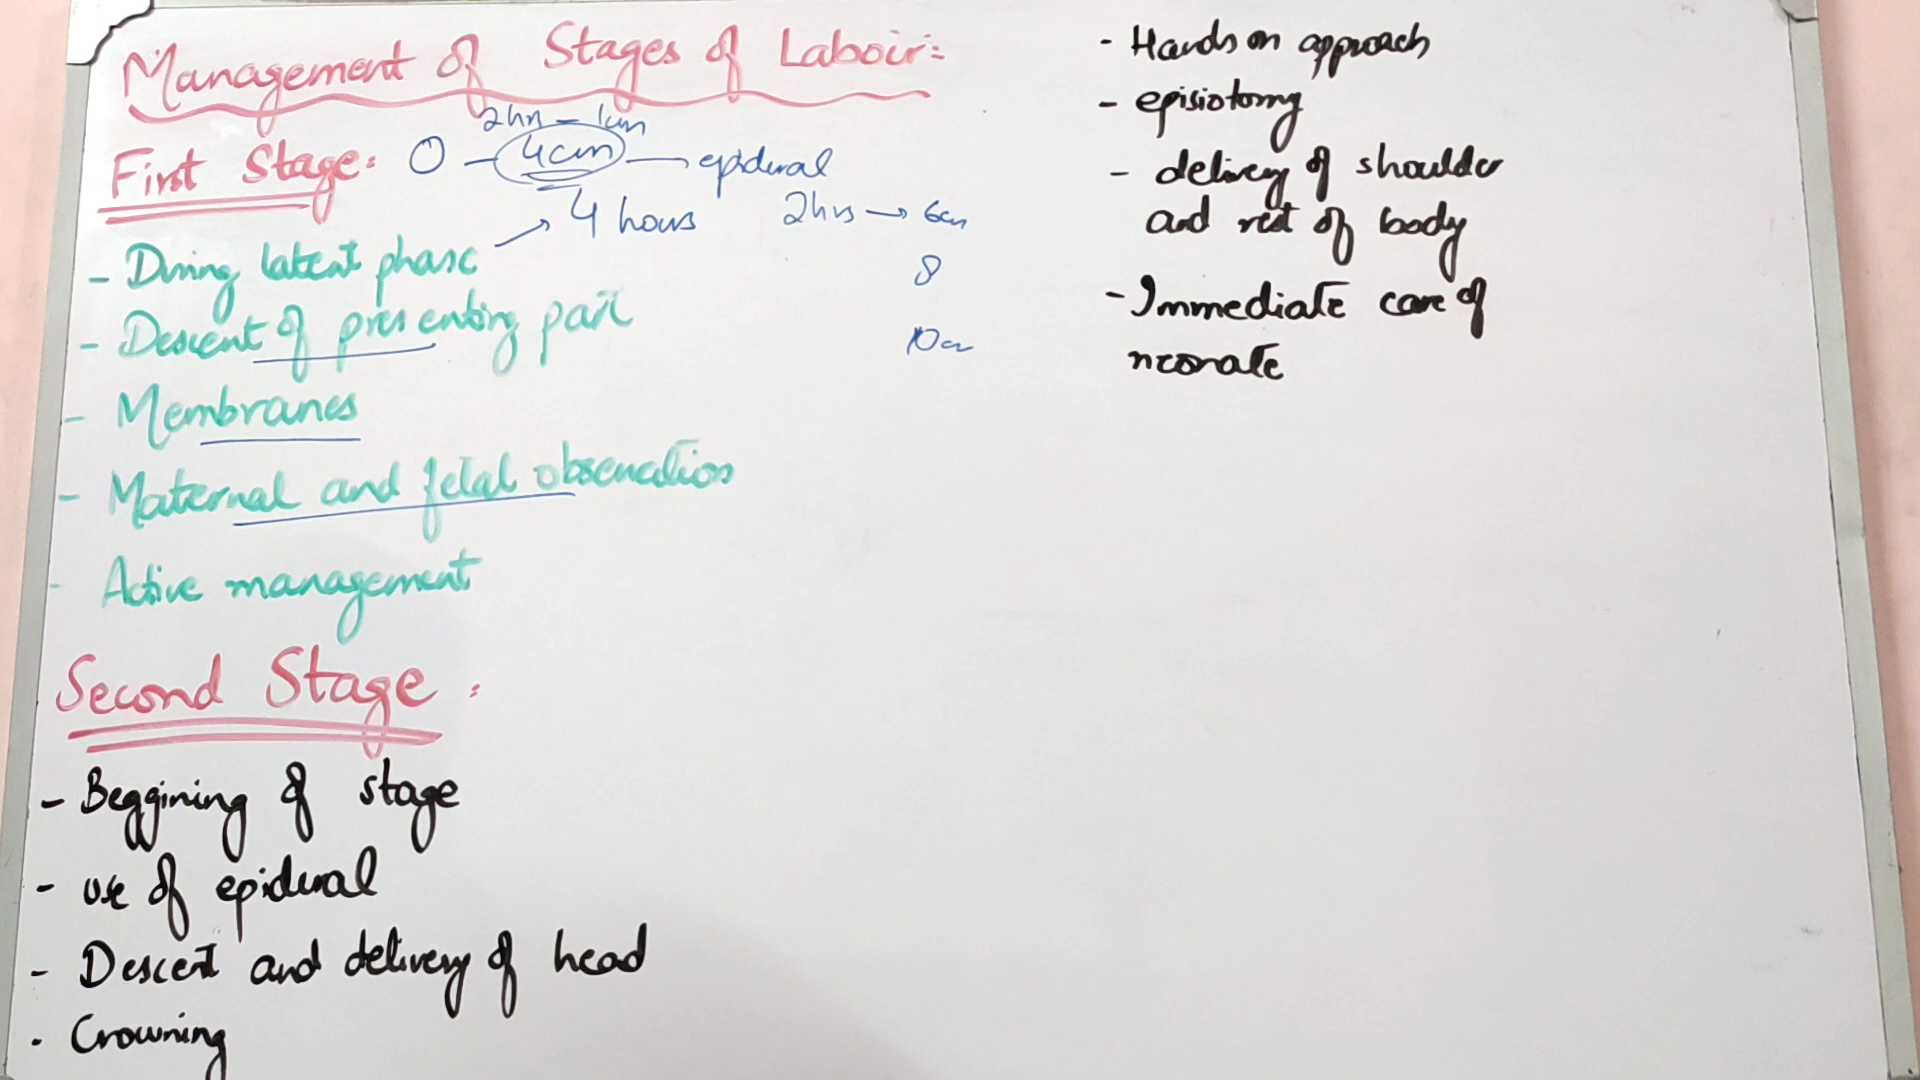 Management of Stages of Labour:-
2hrs - 1cm
First Stage: 0 - 4cm - epidural
4 hours 2hrs → 6cm
- During latent phase →
8
- Descent of presenting part
10cm
- Membranes
- Maternal and fetal observation
- Active management
Second Stage :
- Beggining of stage
- use of epidural
- Descent and delivery of head
- Crowning
- Hands on approach
- episiotomy
- delivery of shoulder
and rest of body
- Immediate care of
neonate